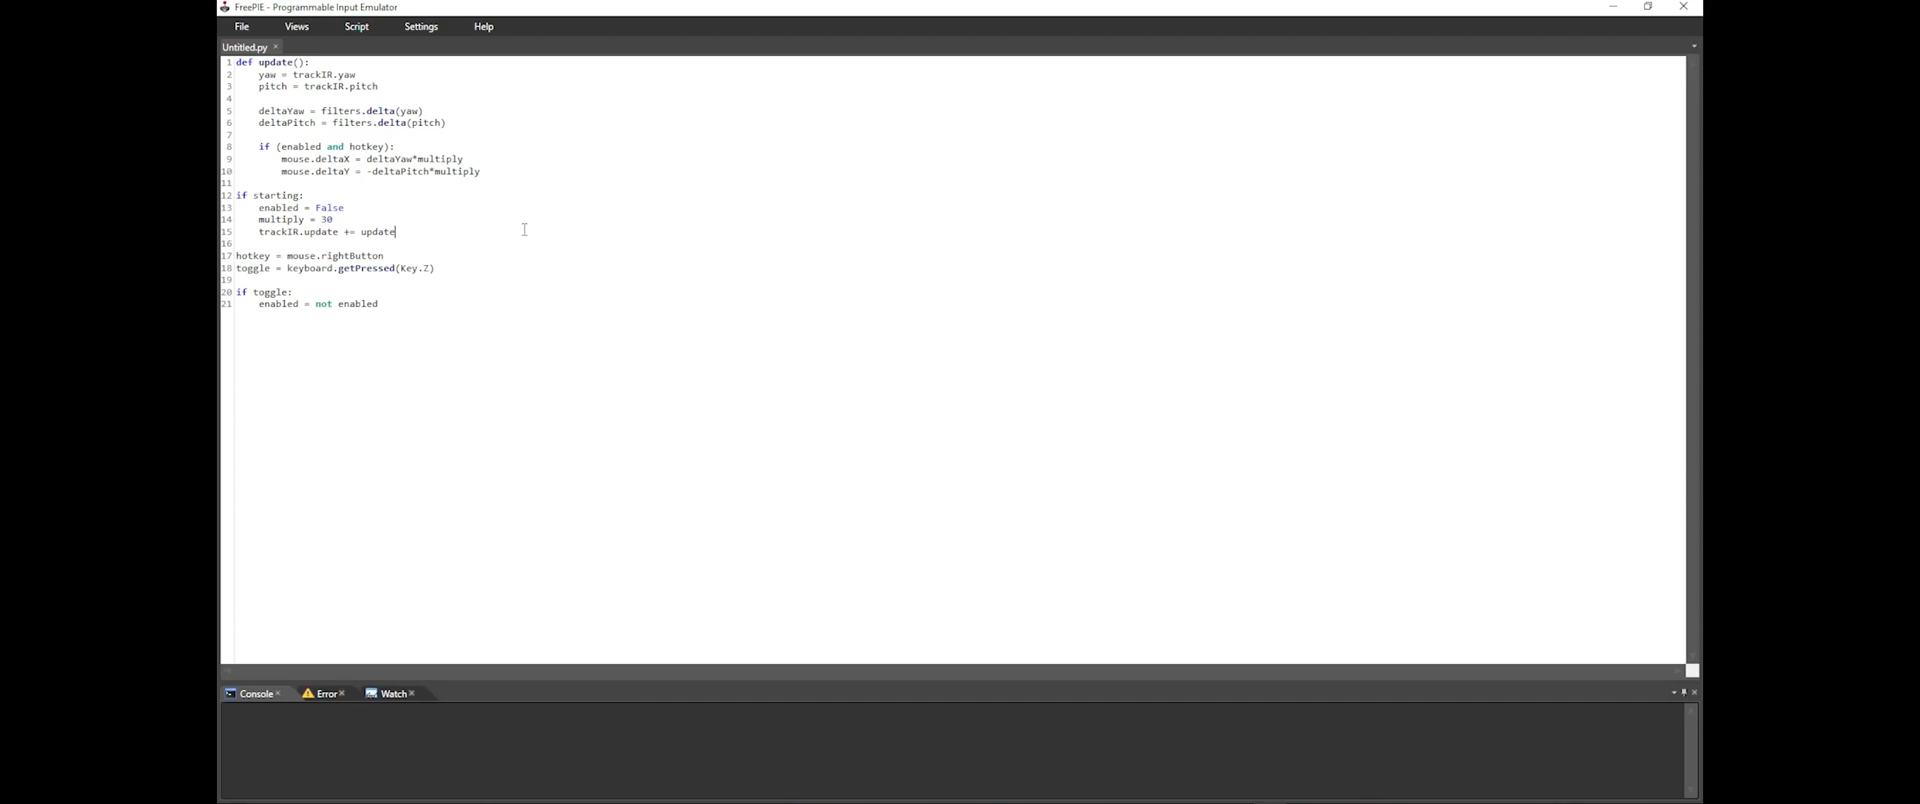 FreePIE - Programmable Input Emulator
File Views Script Settings Help
Untitled.py ×
1 def update():
2     yaw = trackIR.yaw
3     pitch = trackIR.pitch
4
5     deltaYaw = filters.delta(yaw)
6     deltaPitch = filters.delta(pitch)
7
8     if (enabled and hotkey):
9         mouse.deltaX = deltaYaw*multiply
10         mouse.deltaY = -deltaPitch*multiply
11
12 if starting:
13     enabled = False
14     multiply = 30
15     trackIR.update += update
16
17 hotkey = mouse.rightButton
18 toggle = keyboard.getPressed(Key.Z)
19
20 if toggle:
21     enabled = not enabled
Console × Error × Watch ×